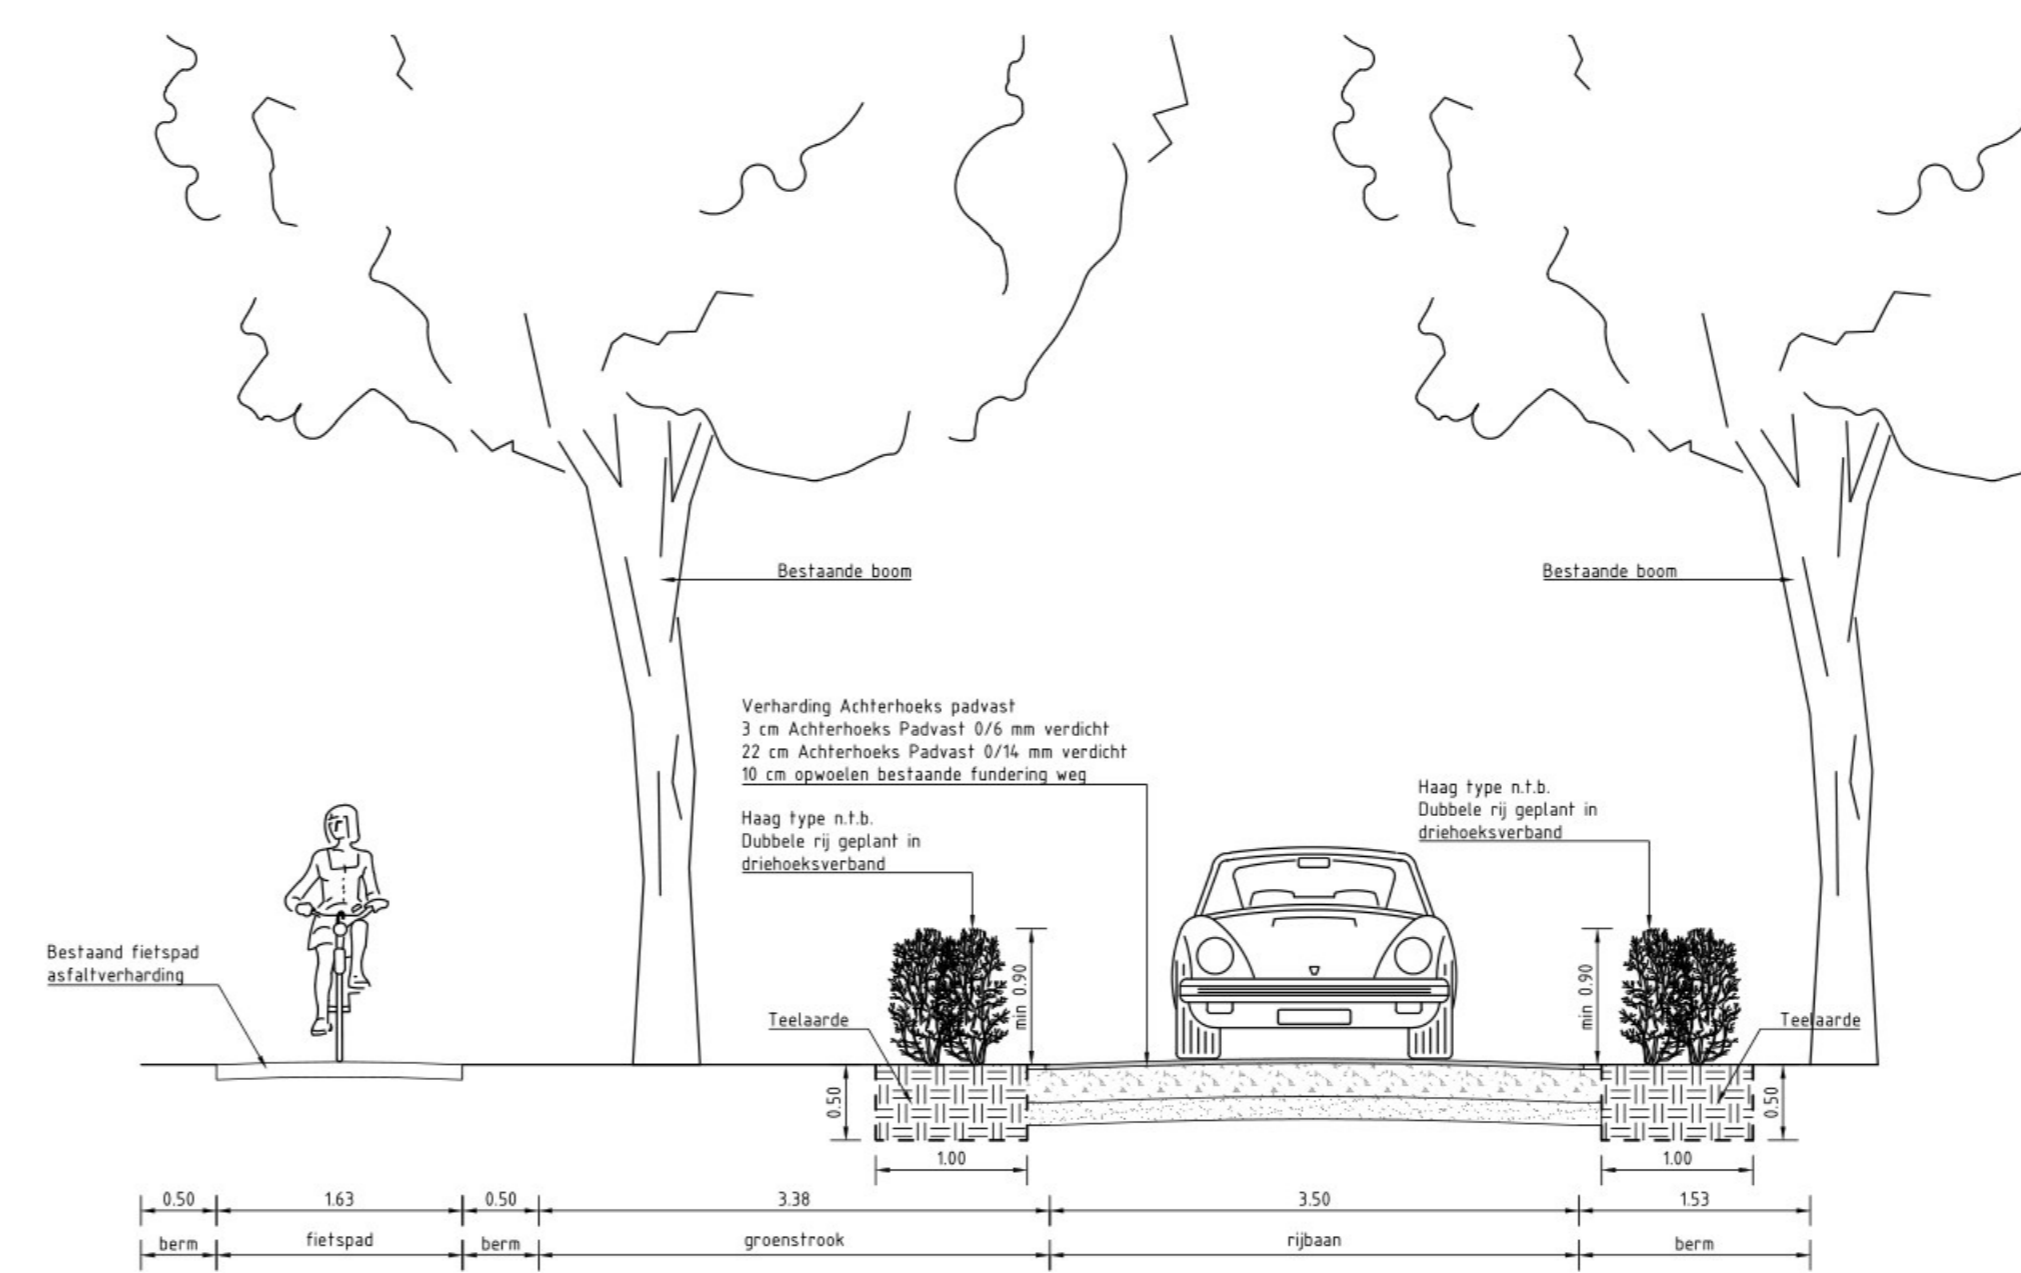 Bestaande boom
Bestaande boom
Verharding Achterhoeks padvast
3 cm Achterhoeks Padvast 0/6 mm verdicht
22 cm Achterhoeks Padvast 0/14 mm verdicht
10 cm opwoelen bestaande fundering weg
Haag type n.t.b.
Dubbele rij geplant in
driehoeksverband
Haag type n.t.b.
Dubbele rij geplant in
driehoeksverband
Bestaand fietspad
asfaltverharding
min 0.90
min 0.90
Teelaarde
Teelaarde
0.50
0.50
1.00
1.00
0.50 1.63 0.50 3.38 3.50 1.53
berm fietspad berm groenstrook rijbaan berm